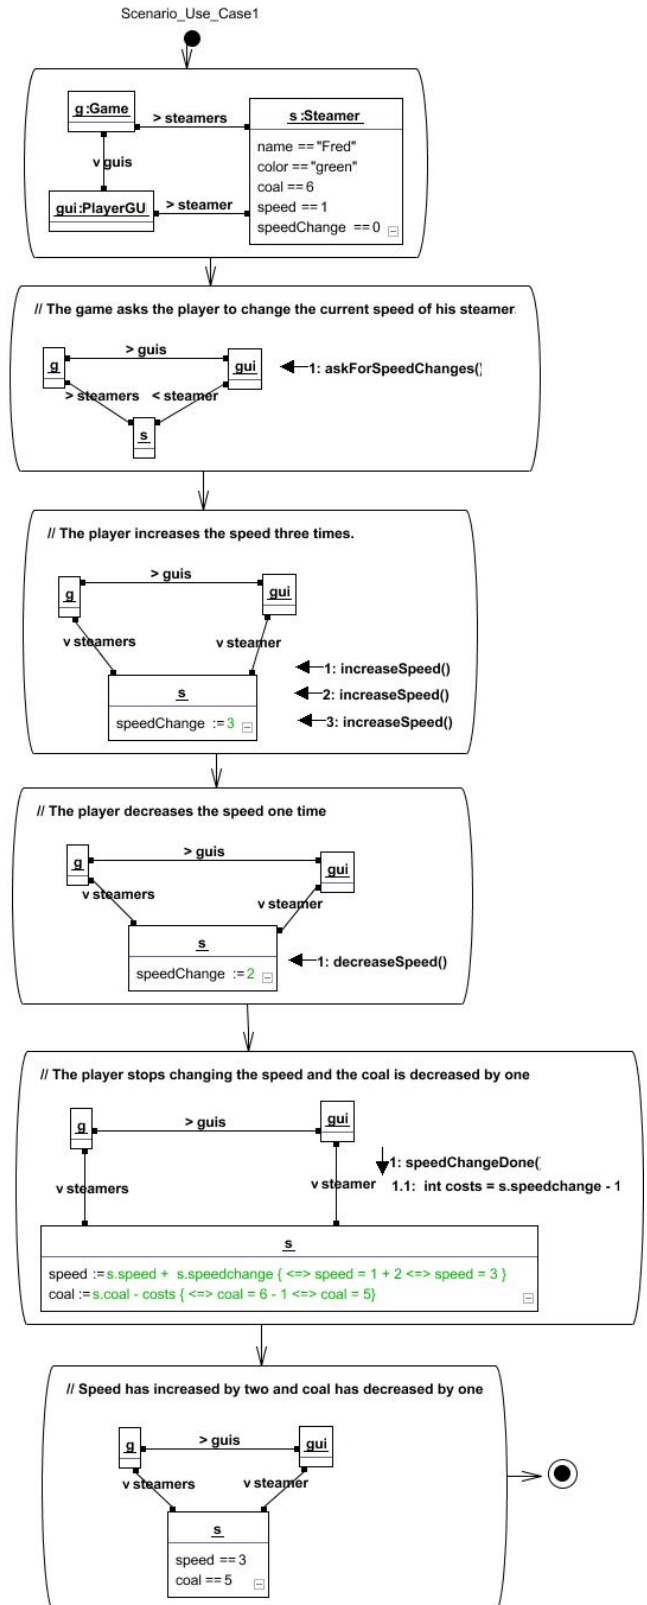 Scenario_Use_Case1
g :Game
> steamers
s :Steamer
name == "Fred"
color == "green"
coal == 6
speed == 1
speedChange == 0
v guis
gui :PlayerGU
> steamer
// The game asks the player to change the current speed of his steamer.
> guis
g
gui
1: askForSpeedChanges()
> steamers
< steamer
s
// The player increases the speed three times.
> guis
g
gui
v steamers
v steamer
1: increaseSpeed()
s
2: increaseSpeed()
speedChange := 3
3: increaseSpeed()
// The player decreases the speed one time
> guis
g
gui
v steamers
v steamer
s
1: decreaseSpeed()
speedChange := 2
// The player stops changing the speed and the coal is decreased by one
> guis
g
gui
1: speedChangeDone(
v steamers
v steamer
1.1: int costs = s.speedchange - 1
s
speed := s.speed + s.speedchange { <=> speed = 1 + 2 <=> speed = 3 }
coal := s.coal - costs { <=> coal = 6 - 1 <=> coal = 5}
// Speed has increased by two and coal has decreased by one
> guis
g
gui
v steamers
v steamer
s
speed == 3
coal == 5